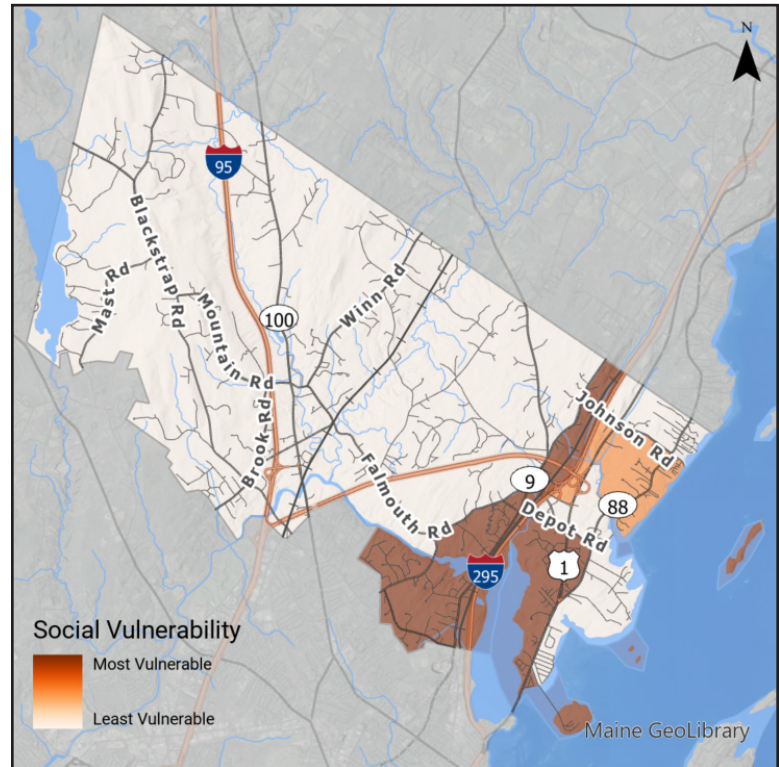 N
95
Blackstrap Rd
Mast Rd
Mountain Rd
100
Winn Rd
Brook Rd
Johnson Rd
Falmouth Rd
9
88
Depot Rd
1
295
Social Vulnerability
Most Vulnerable
Least Vulnerable
Maine GeoLibrary